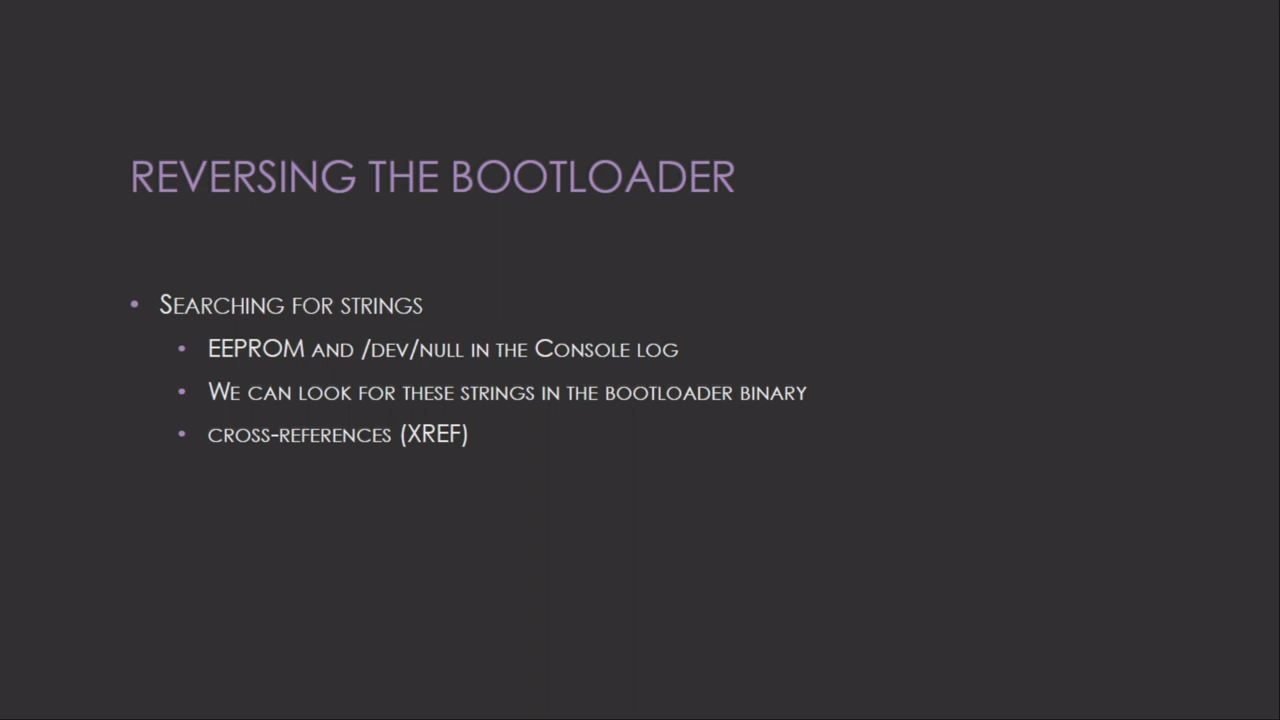 REVERSING THE BOOTLOADER
• Searching for strings
• EEPROM and /dev/null in the Console log
• We can look for these strings in the bootloader binary
• cross-references (XREF)